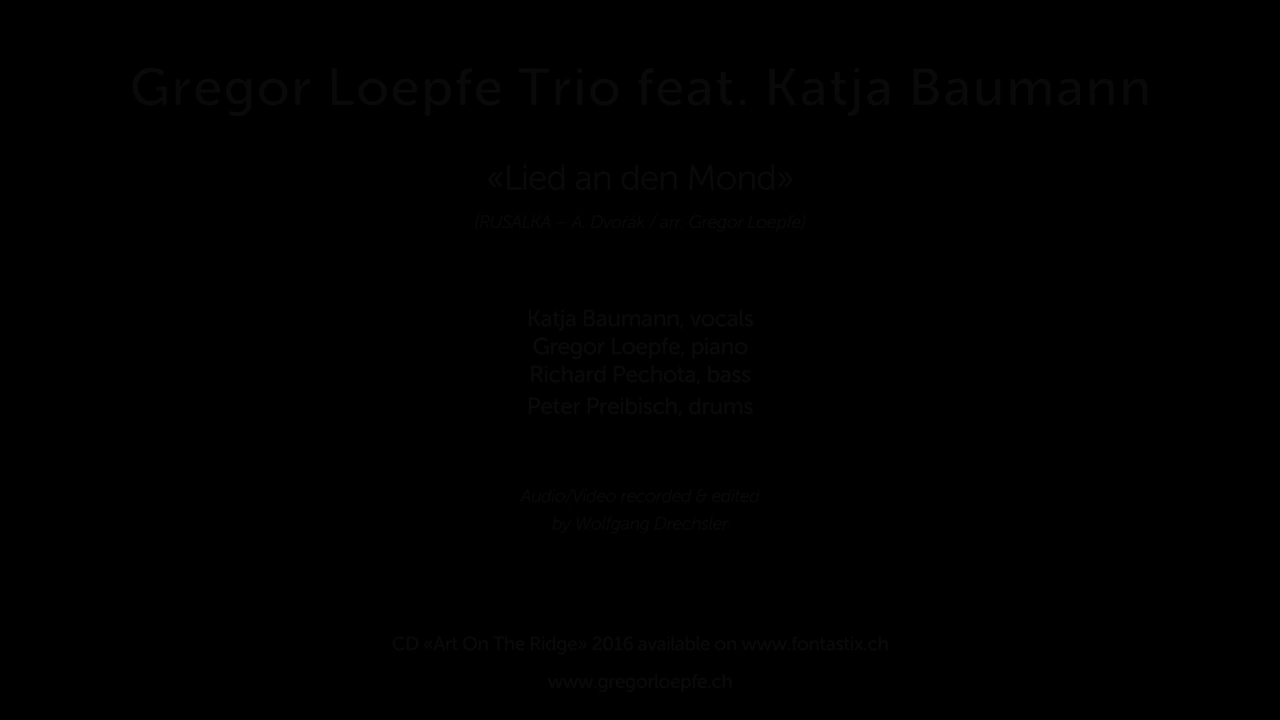 Gregor Loepfe Trio feat. Katja Baumann
«Lied an den Mond»
(RUSALKA – A. Dvořák / arr. Gregor Loepfe)
Katja Baumann, vocals
Gregor Loepfe, piano
Richard Pechota, bass
Peter Preibisch, drums
Audio/Video recorded & edited
by Wolfgang Drechsler
CD «Art On The Ridge» 2016 available on www.fontastix.ch
www.gregorloepfe.ch